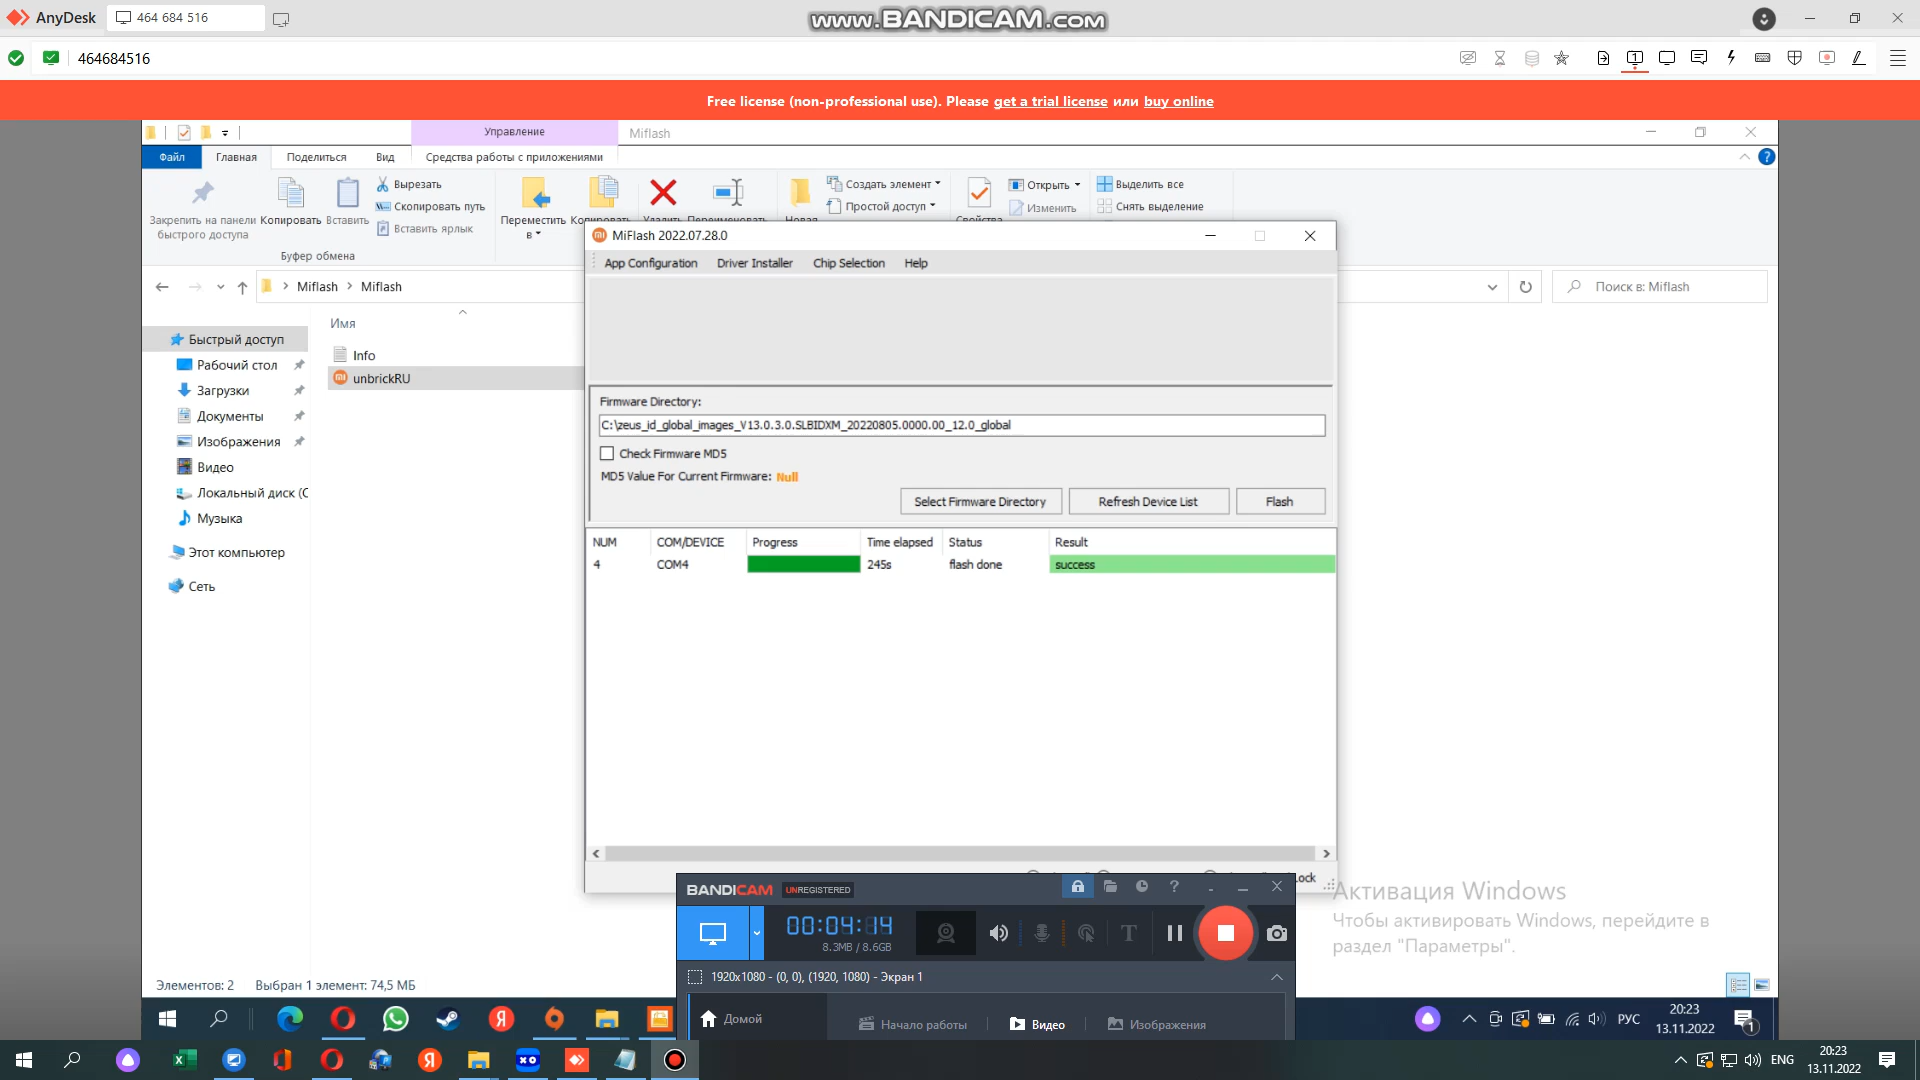 AnyDesk
464 684 516
www.BANDICAM.com
464684516
Free license (non-professional use). Please get a trial license или buy online
Управление
Miflash
Файл
Главная
Поделиться
Вид
Средства работы с приложениями
Закрепить на панели быстрого доступа
Копировать
Вставить
Вырезать
Скопировать путь
Вставить ярлык
Буфер обмена
Переместить в
Копировать
Удалить
Переименовать
Новая
Создать элемент
Простой доступ
Свойства
Открыть
Изменить
Выделить все
Снять выделение
Miflash
Miflash
Поиск в: Miflash
Имя
Info
unbrickRU
Быстрый доступ
Рабочий стол
Загрузки
Документы
Изображения
Видео
Локальный диск (C
Музыка
Этот компьютер
Сеть
MiFlash 2022.07.28.0
App Configuration
Driver Installer
Chip Selection
Help
Firmware Directory:
C:\zeus_id_global_images_V13.0.3.0.SLBIDXM_20220805.0000.00_12.0_global
Check Firmware MD5
MD5 Value For Current Firmware: Null
Select Firmware Directory
Refresh Device List
Flash
NUM COM/DEVICE Progress Time elapsed Status Result
4 COM4 245s flash done success
ock
BANDICAM UNREGISTERED
00:04:14
8.3MB / 8.6GB
1920x1080 - (0, 0), (1920, 1080) - Экран 1
Домой
Начало работы
Видео
Изображения
Активация Windows
Чтобы активировать Windows, перейдите в
раздел "Параметры".
Элементов: 2
Выбран 1 элемент: 74,5 МБ
РУС
20:23
13.11.2022
1
ENG
20:23
13.11.2022